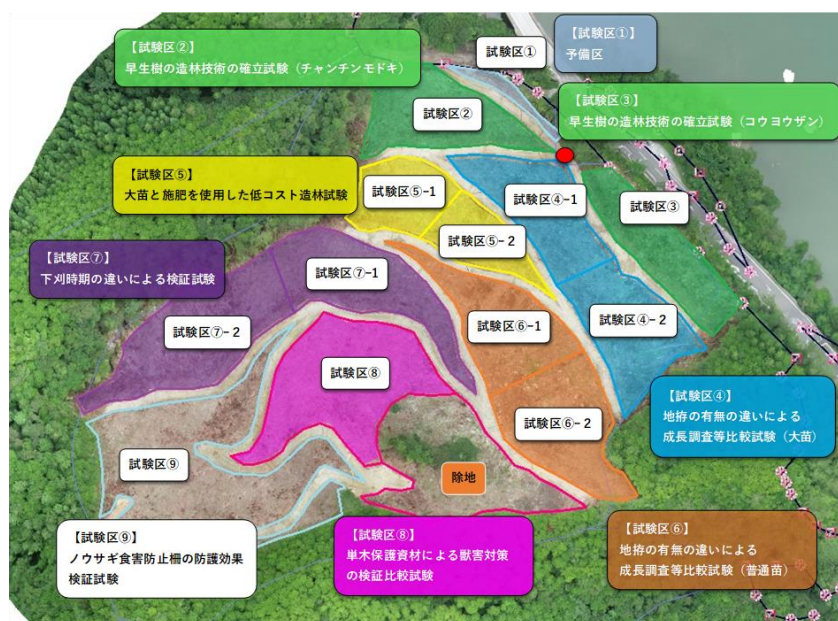 【試験区②】
早生樹の造林技術の確立試験（チャンチンモドキ）
試験区①
【試験区①】
予備区
【試験区③】
早生樹の造林技術の確立試験（コウヨウザン）
試験区②
【試験区⑤】
大苗と施肥を使用した低コスト造林試験
試験区⑤-1
試験区④-1
試験区③
試験区⑤-2
【試験区⑦】
下刈時期の違いによる検証試験
試験区⑦-1
試験区⑦-2
試験区⑥-1
試験区④-2
試験区⑧
【試験区④】
地拵の有無の違いによる
成長調査等比較試験（大苗）
試験区⑥-2
試験区⑨
除地
【試験区⑨】
ノウサギ食害防止柵の防護効果
検証試験
【試験区⑧】
単木保護資材による獣害対策
の検証比較試験
【試験区⑥】
地拵の有無の違いによる
成長調査等比較試験（普通苗）